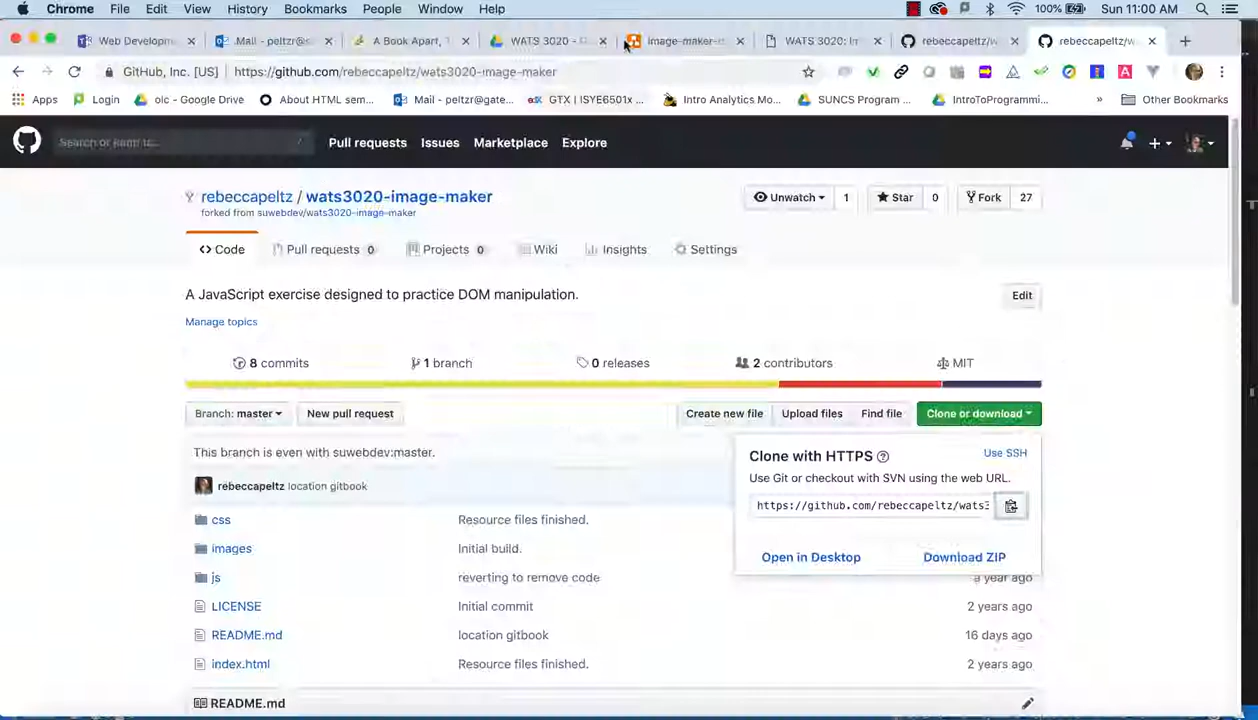 Chrome File Edit View History Bookmarks People Window Help 100% Sun 11:00 AM
Web Developm Mail - peltzr@s A Book Apart, T WATS 3020 - image-maker- WATS 3020: Im rebeccapeltz/wa rebeccapeltz/wa
GitHub, Inc. [US] https://github.com/rebeccapeltz/wats3020-image-maker
Apps Login olc - Google Drive About HTML sem... Mail - peltzr@gate... GTX | ISYE6501x ... Intro Analytics Mo... SUNCS Program ... IntroToProgrammi... » Other Bookmarks
Search or jump to... / Pull requests Issues Marketplace Explore
rebeccapeltz / wats3020-image-maker Unwatch 1 Star 0 Fork 27
forked from suwebdev/wats3020-image-maker
Code Pull requests 0 Projects 0 Wiki Insights Settings
A JavaScript exercise designed to practice DOM manipulation. Edit
Manage topics
8 commits 1 branch 0 releases 2 contributors MIT
Branch: master New pull request Create new file Upload files Find file Clone or download
This branch is even with suwebdev:master.
Clone with HTTPS Use SSH
Use Git or checkout with SVN using the web URL.
rebeccapeltz location gitbook
https://github.com/rebeccapeltz/wats3
css Resource files finished.
images Initial build.
Open in Desktop Download ZIP
js reverting to remove code a year ago
LICENSE Initial commit 2 years ago
README.md location gitbook 16 days ago
index.html Resource files finished. 2 years ago
README.md